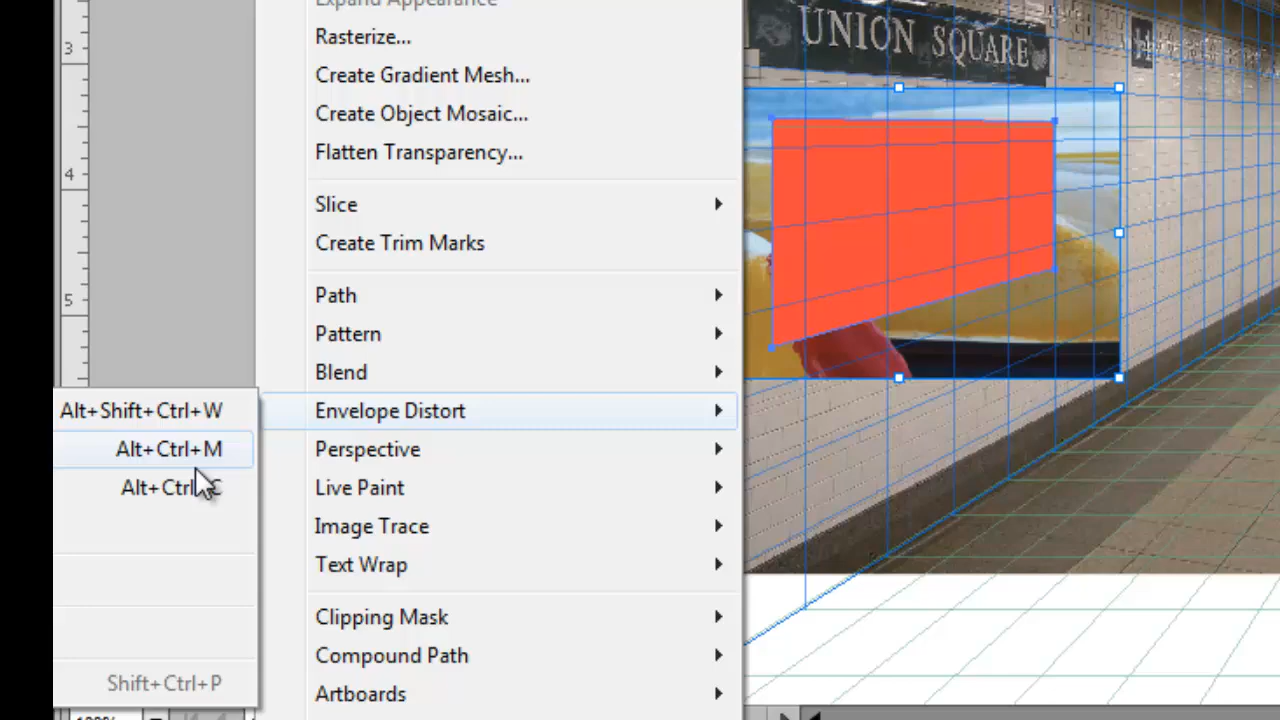 Expand Appearance
Rasterize...
Create Gradient Mesh...
Create Object Mosaic...
Flatten Transparency...
Slice
Create Trim Marks
Path
Pattern
Blend
Envelope Distort
Perspective
Live Paint
Image Trace
Text Wrap
Clipping Mask
Compound Path
Artboards
Alt+Shift+Ctrl+W
Alt+Ctrl+M
Alt+Ctrl+C
Shift+Ctrl+P
3
4
5
UNION SQUARE